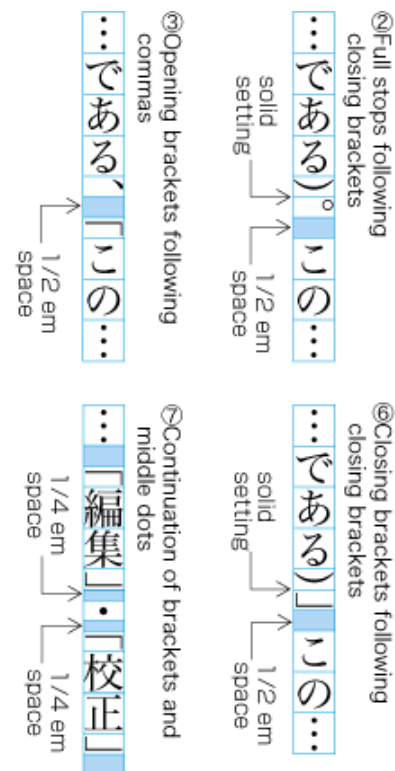 ②Full stops following
closing brackets
…である)。この…
solid
setting
1/2 em
space
⑥Closing brackets following
closing brackets
…である)」この…
solid
setting
1/2 em
space
③Opening brackets following
commas
…である、「この…
1/2 em
space
⑦Continuation of brackets and
middle dots
…「編集」・「校正」
1/4 em
space
1/4 em
space